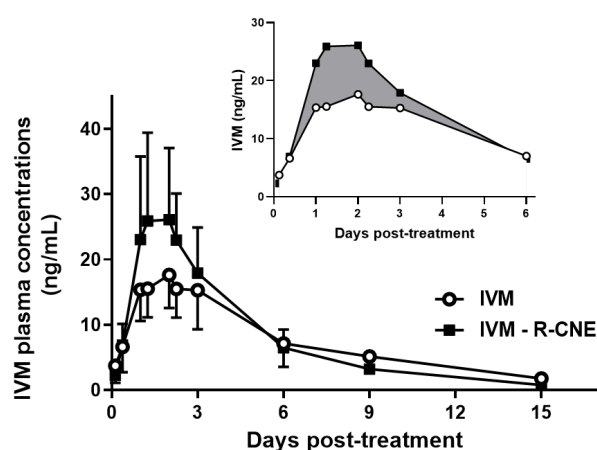 30
20
10
0
IVM (ng/mL)
0 1 2 3 4 5 6
Days post-treatment
40
30
20
10
0
IVM plasma concentrations
(ng/mL)
IVM
IVM - R-CNE
0 3 6 9 12 15
Days post-treatment